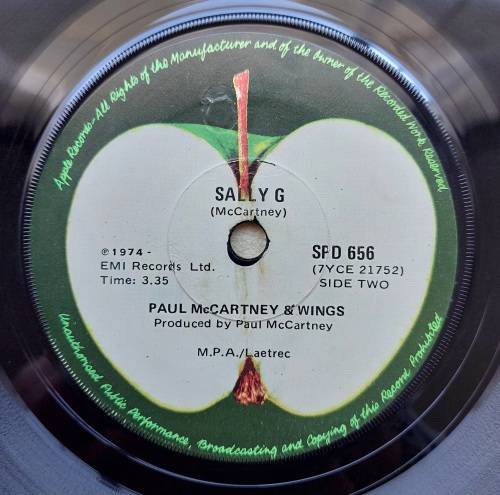 Apple Records-All Rights of the Manufacturer and of the Owner of the Recorded Work Reserved
SALLY G
(McCartney)
℗ 1974 -
EMI Records Ltd.
Time: 3.35
SPD 656
(7YCE 21752)
SIDE TWO
PAUL McCARTNEY & WINGS
Produced by Paul McCartney
M.P.A./Laetrec
Unauthorised Public Performance, Broadcasting and Copying of this Record Prohibited